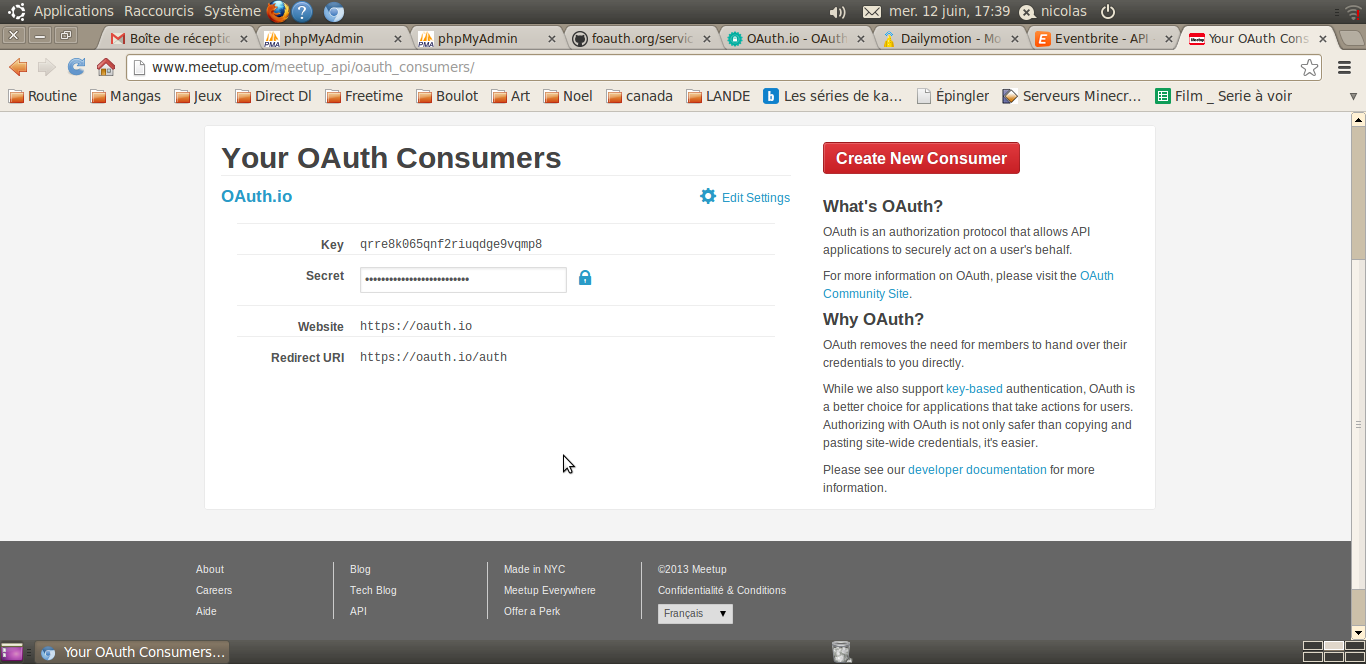 Applications Raccourcis Système mer. 12 juin, 17:39 nicolas
Boîte de récepti phpMyAdmin phpMyAdmin foauth.org/servic OAuth.io - OAuth Dailymotion - Mo Eventbrite - API - Your OAuth Cons
www.meetup.com/meetup_api/oauth_consumers/
Routine Mangas Jeux Direct Dl Freetime Boulot Art Noel canada LANDE Les séries de ka... Épingler Serveurs Minecr... Film _ Serie à voir
Your OAuth Consumers
OAuth.io Edit Settings
Key qrre8k065qnf2riuqdge9vqmp8
Secret ••••••••••••••••••••••••••
Website https://oauth.io
Redirect URI https://oauth.io/auth
Create New Consumer
What's OAuth?
OAuth is an authorization protocol that allows API
applications to securely act on a user's behalf.
For more information on OAuth, please visit the OAuth
Community Site.
Why OAuth?
OAuth removes the need for members to hand over their
credentials to you directly.
While we also support key-based authentication, OAuth is
a better choice for applications that take actions for users.
Authorizing with OAuth is not only safer than copying and
pasting site-wide credentials, it's easier.
Please see our developer documentation for more
information.
About Blog Made in NYC ©2013 Meetup
Careers Tech Blog Meetup Everywhere Confidentialité & Conditions
Aide API Offer a Perk Français
Your OAuth Consumers...